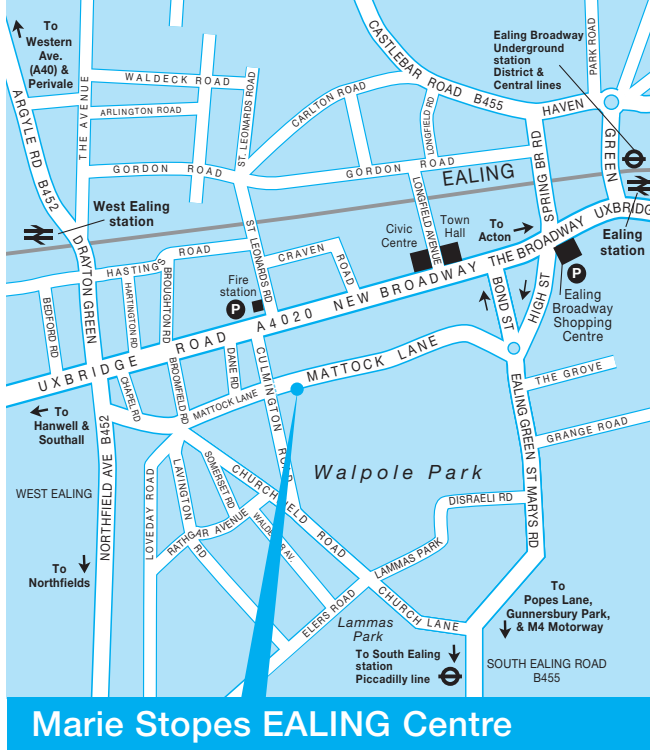 To
Western
Ave.
(A40) &
Perivale
ARGYLE RD B452
THE AVENUE
WALDECK ROAD
ARLINGTON ROAD
ST. LEONARDS ROAD
GORDON ROAD
CARLTON ROAD
CASTLEBAR ROAD B455
LONGFIELD RD
GORDON ROAD
EALING
Ealing Broadway
Underground
station
District &
Central lines
PARK ROAD
HAVEN
GREEN
SPRING BR RD
West Ealing
station
DRAYTON GREEN
HASTINGS ROAD
ST LEONARDS RD
CRAVEN ROAD
LONGFIELD AVENUE
Civic
Centre
Town
Hall
To
Acton
UXBRIDG
Ealing
station
BEDFORD RD
HARTINGTON RD
BROUGHTON RD
Fire
station
P
UXBRIDGE ROAD A4020 NEW BROADWAY THE BROADWAY
P
Ealing
Broadway
Shopping
Centre
BOND ST
HIGH ST
CHAPEL RD
BROOMFIELD RD
DANE RD
CULMINGTON ROAD
MATTOCK LANE
MATTOCK LANE
To
Hanwell &
Southall
THE GROVE
GRANGE ROAD
EALING GREEN ST MARYS RD
WEST EALING
NORTHFIELD AVE B452
LOVEDAY ROAD
LAVINGTON RD
SOMERSET RD
CHURCHFIELD ROAD
Walpole Park
DISRAELI RD
RATHGAR AVENUE
LAMMAS PARK
To
Northfields
ELERS ROAD
CHURCH LANE
Lammas
Park
To
Popes Lane,
Gunnersbury Park,
& M4 Motorway
To South Ealing
station
Piccadilly line
SOUTH EALING ROAD
B455
Marie Stopes EALING Centre